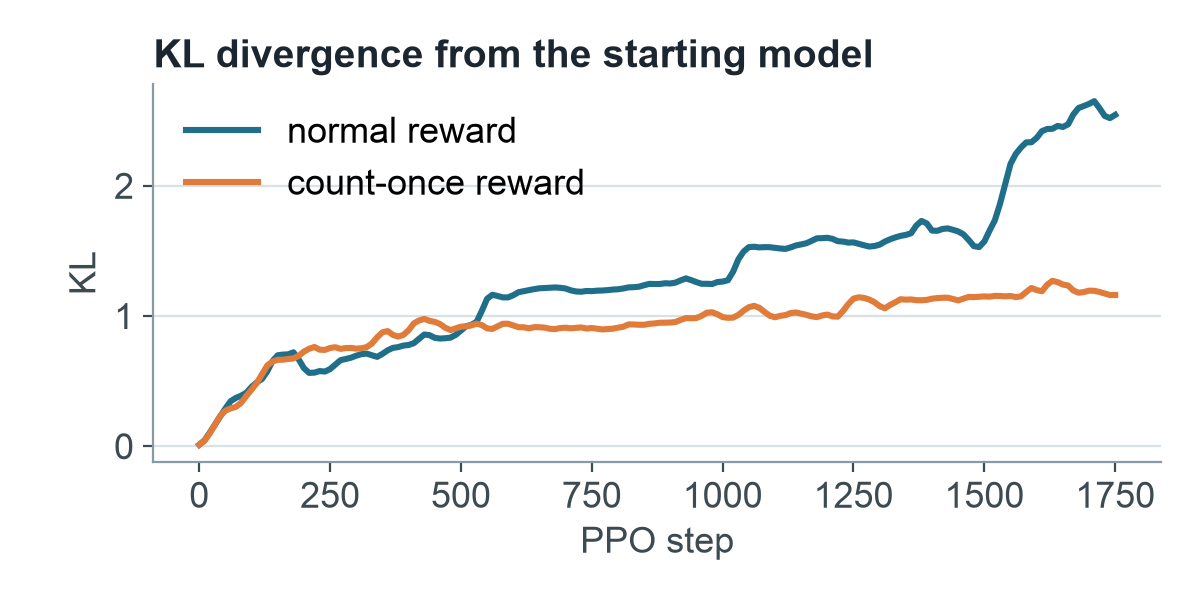 KL divergence from the starting model
normal reward
count-once reward
KL
2
1
0
0 250 500 750 1000 1250 1500 1750
PPO step